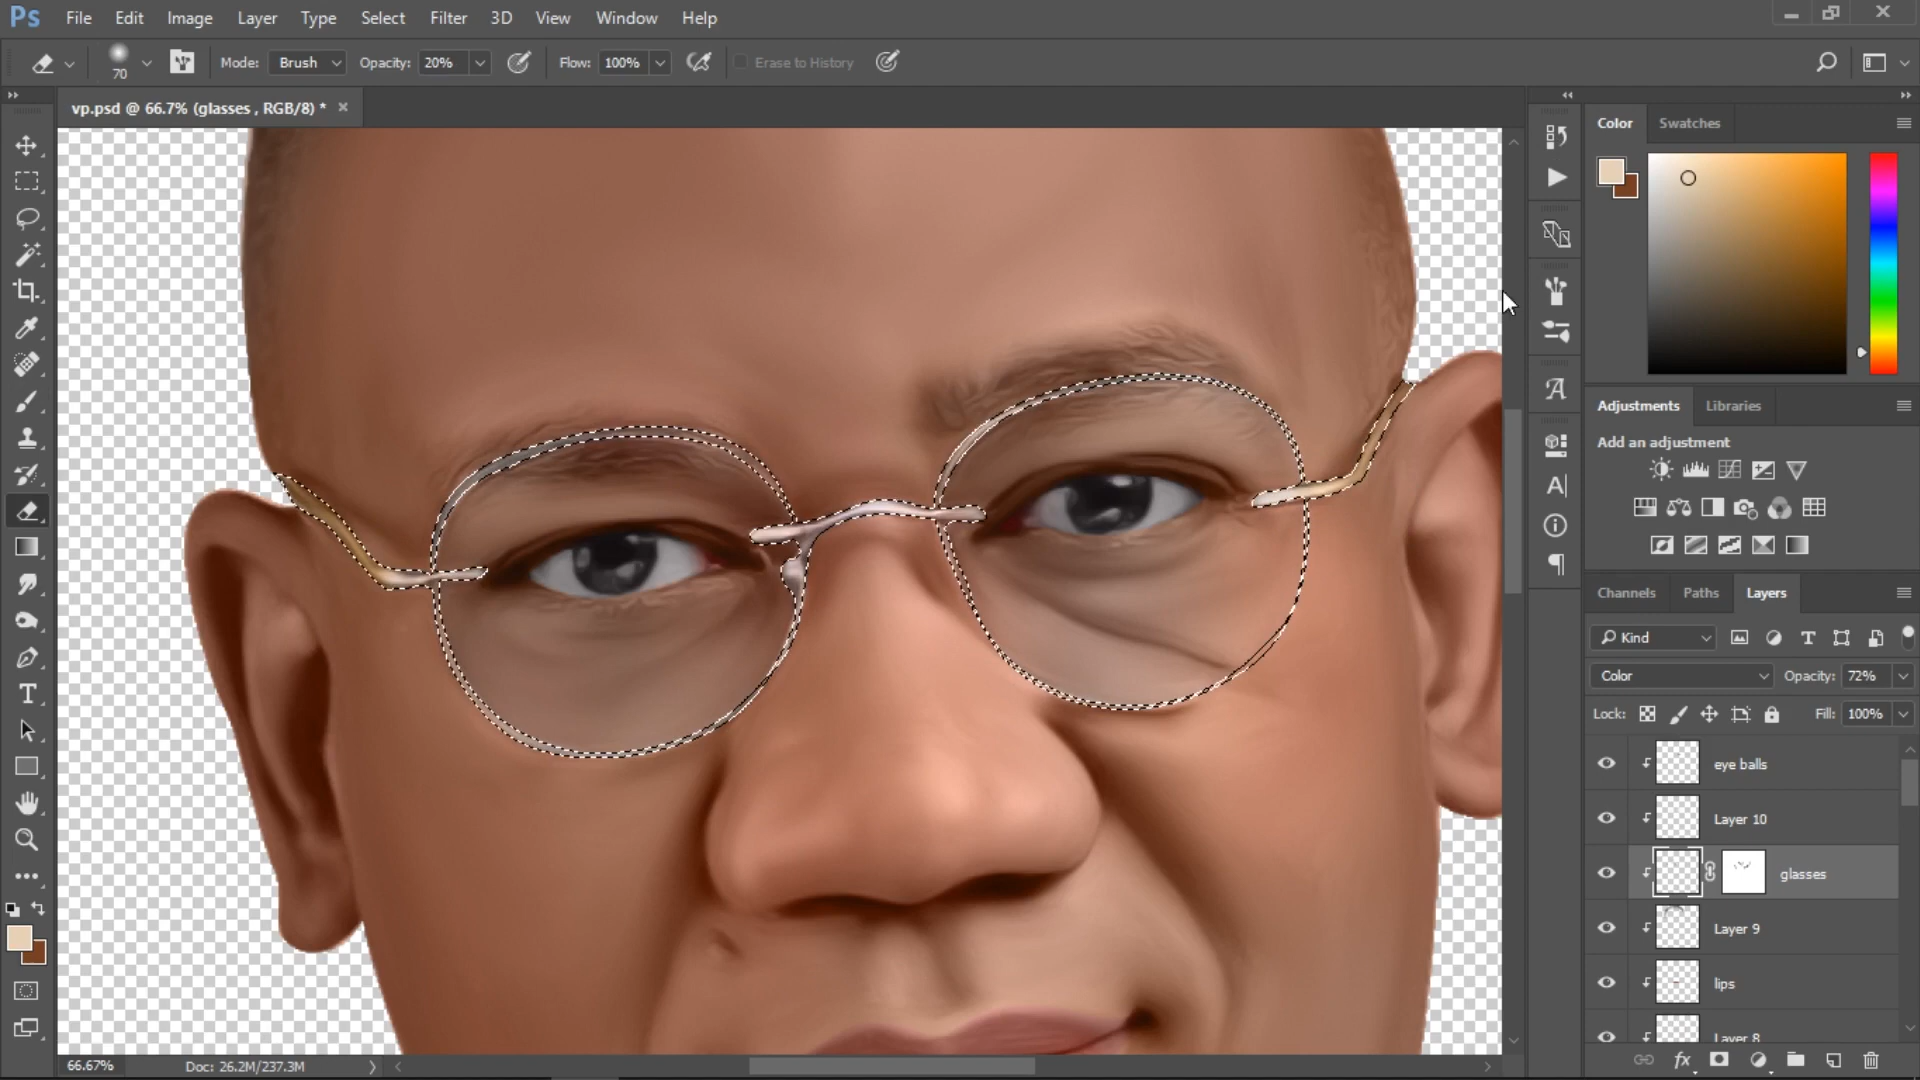 Ps File Edit Image Layer Type Select Filter 3D View Window Help
70 Mode: Brush Opacity: 20% Flow: 100% Erase to History
vp.psd @ 66.7% (glasses , RGB/8) *
Color Swatches
Adjustments Libraries
Add an adjustment
Channels Paths Layers
Kind
Color Opacity: 72%
Lock: Fill: 100%
eye balls
Layer 10
glasses
Layer 9
lips
Layer 8
66.67% Doc: 26.2M/237.3M